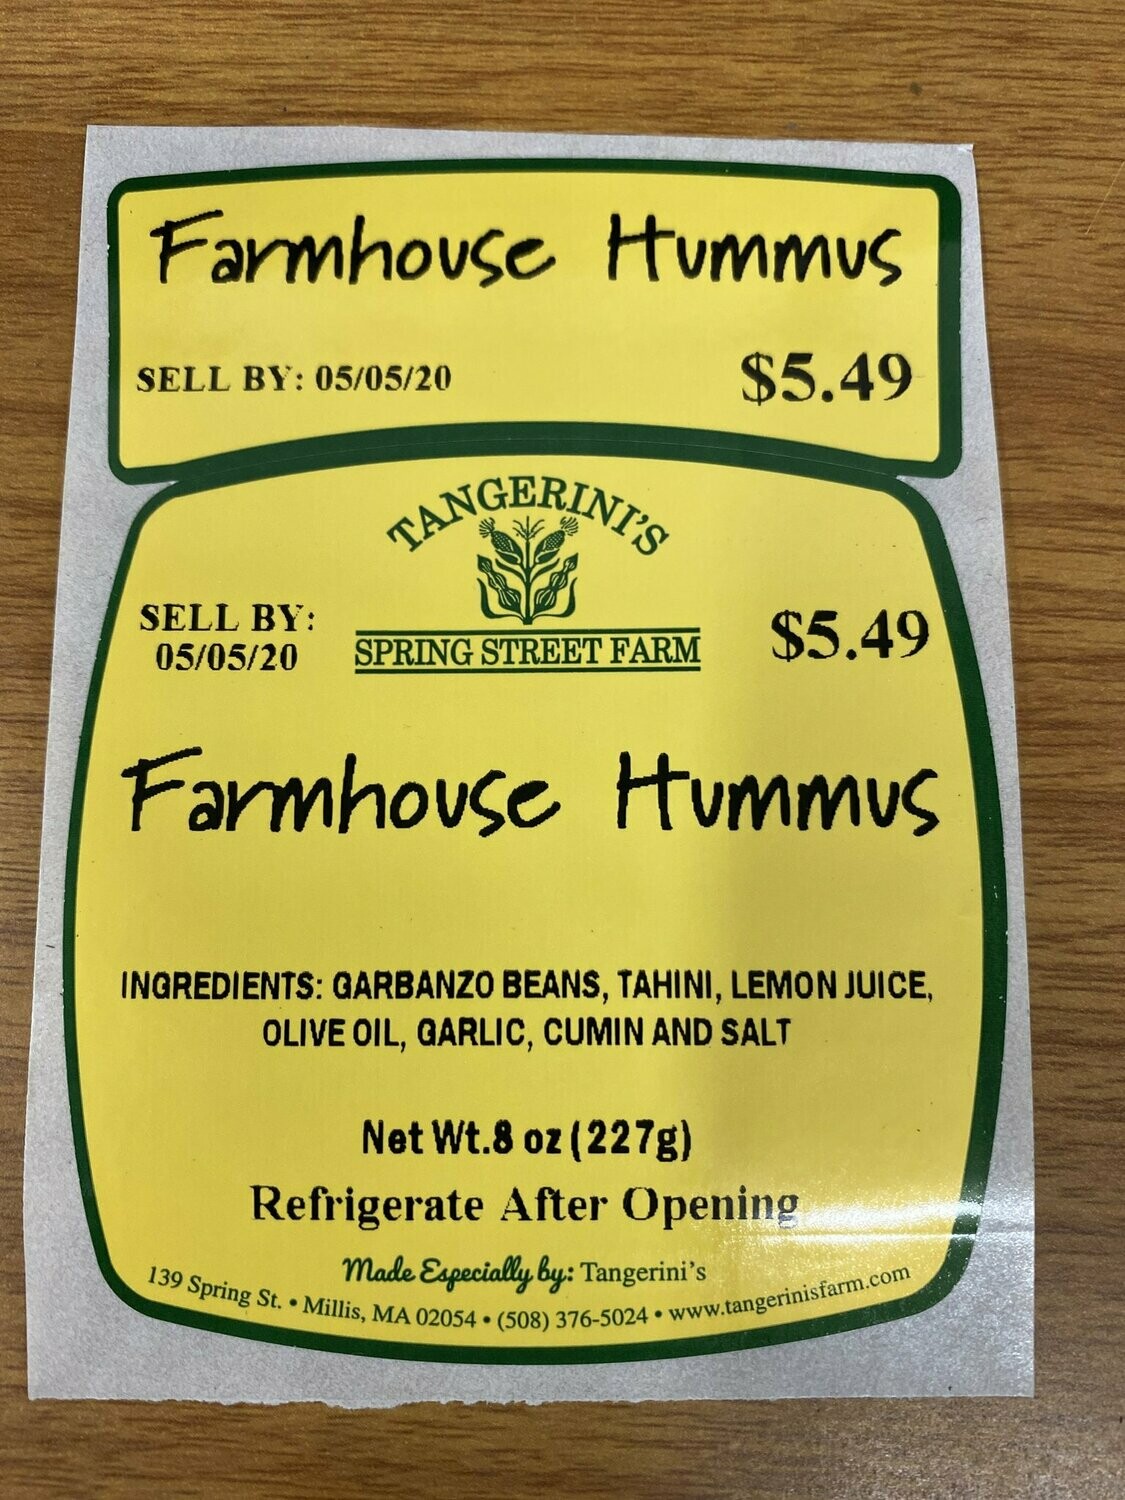 Farmhouse Hummus
SELL BY: 05/05/20 $5.49
TANGERINI'S
SPRING STREET FARM
SELL BY:
05/05/20
$5.49
Farmhouse Hummus
INGREDIENTS: GARBANZO BEANS, TAHINI, LEMON JUICE,
OLIVE OIL, GARLIC, CUMIN AND SALT
Net Wt.8 oz (227g)
Refrigerate After Opening
Made Especially by: Tangerini's
139 Spring St. • Millis, MA 02054 • (508) 376-5024 • www.tangerinisfarm.com